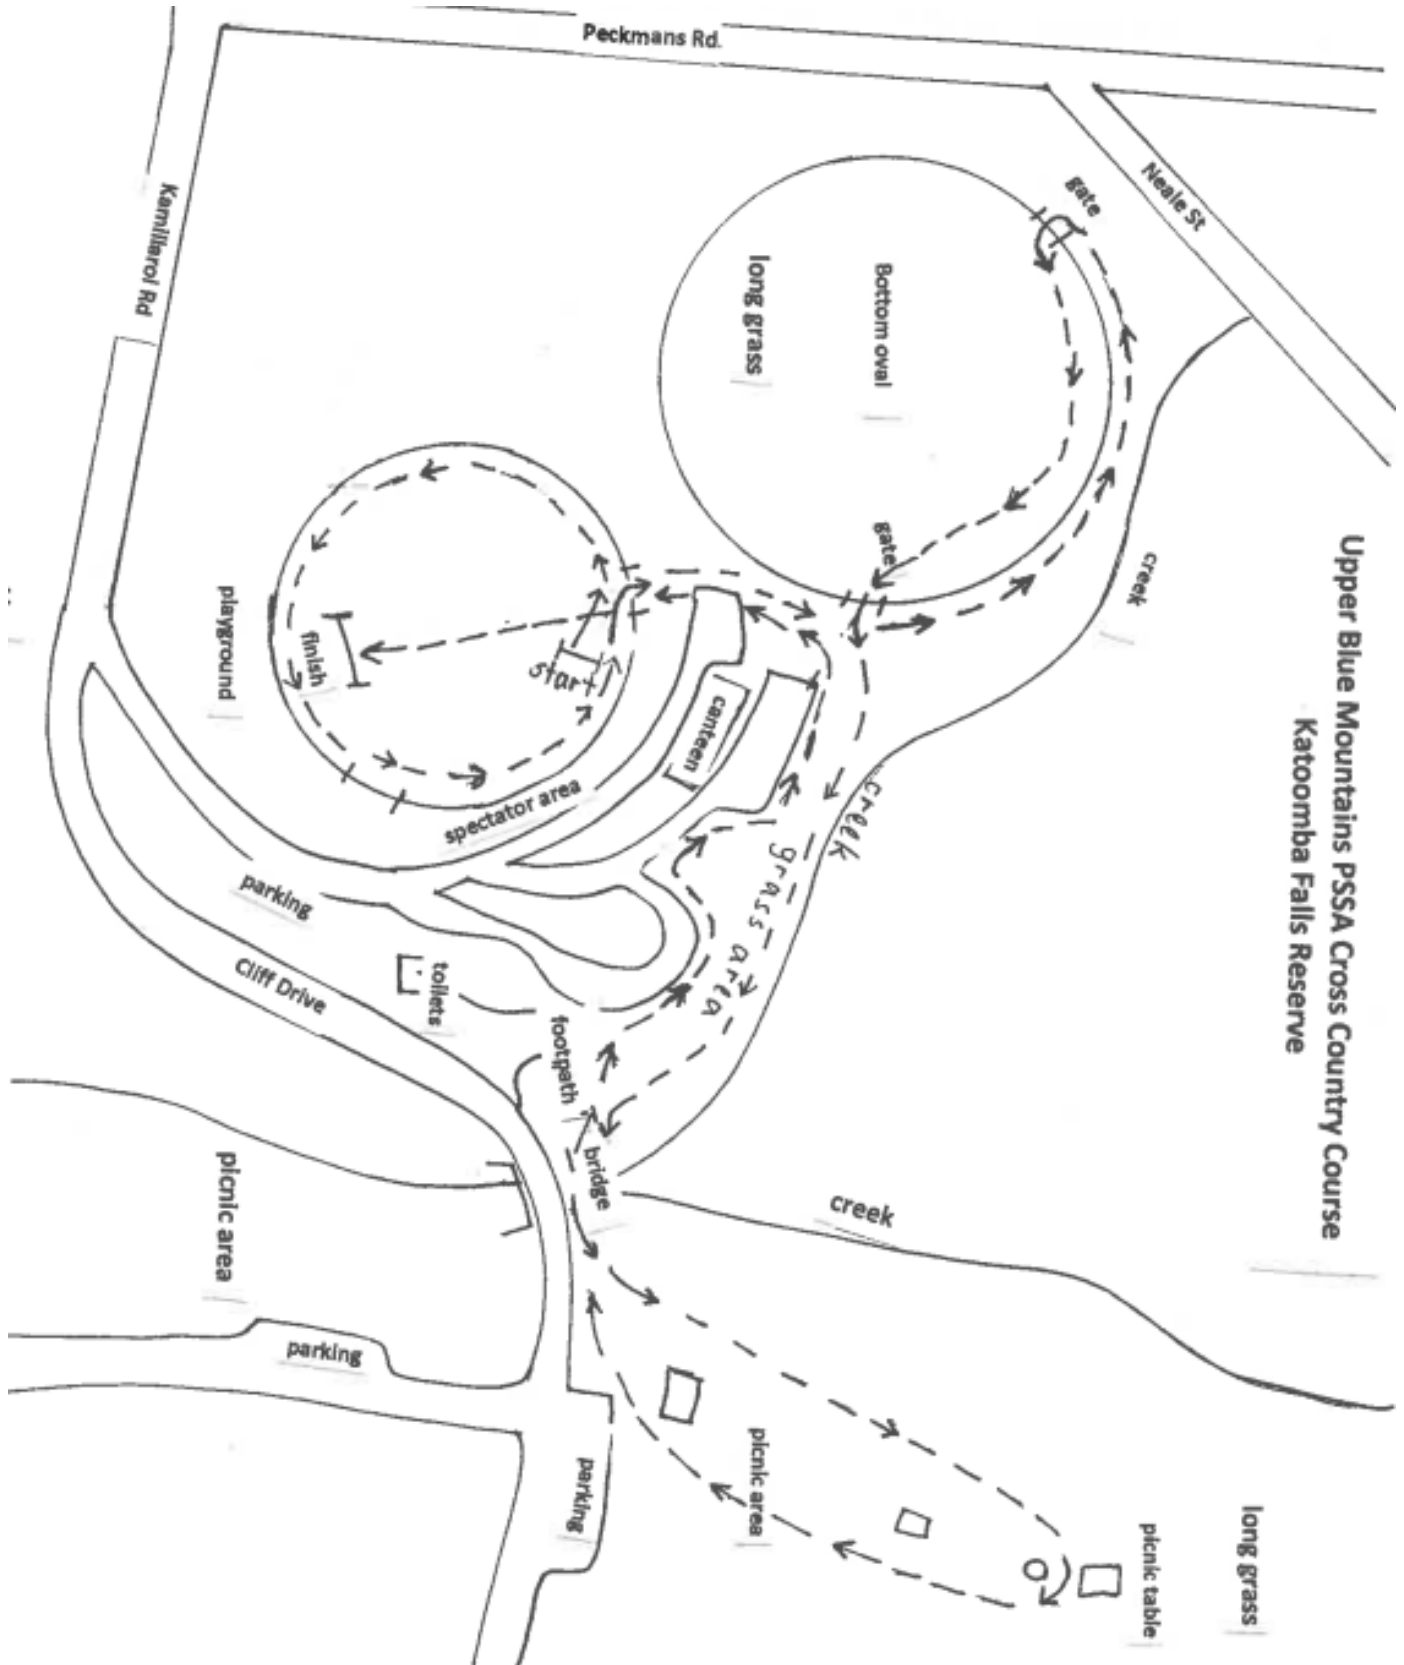 Upper Blue Mountains PSSA Cross Country Course
Katoomba Falls Reserve
Peckmans Rd.
Neale St
Kamillarol Rd
gate
long grass
Bottom oval
gate
creek
playground
finish
start
canteen
spectator area
creek
grass area
parking
toilets
Cliff Drive
footpath
bridge
creek
picnic area
parking
parking
picnic area
picnic table
long grass